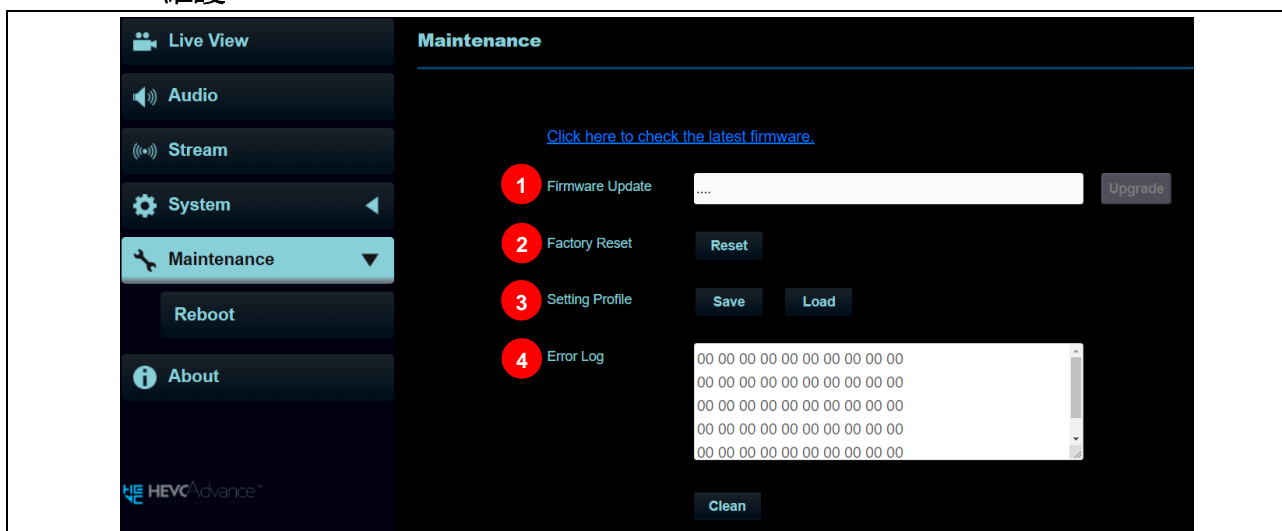 維護
Live View
Audio
Stream
System
Maintenance
Reboot
About
HEVC Advance™
Maintenance
Click here to check the latest firmware.
1 Firmware Update .... Upgrade
2 Factory Reset Reset
3 Setting Profile Save Load
4 Error Log
00 00 00 00 00 00 00 00 00 00
00 00 00 00 00 00 00 00 00 00
00 00 00 00 00 00 00 00 00 00
00 00 00 00 00 00 00 00 00 00
00 00 00 00 00 00 00 00 00 00
Clean